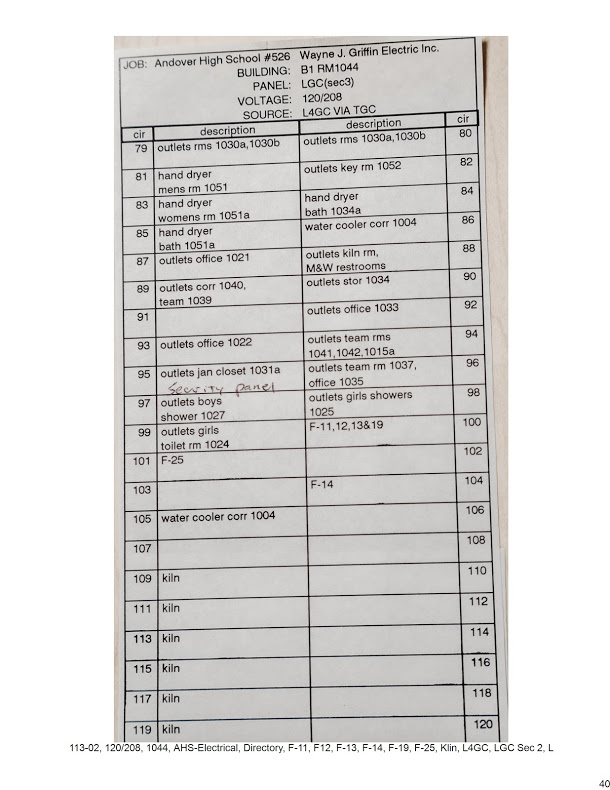 JOB: Andover High School #526 Wayne J. Griffin Electric Inc.
BUILDING: B1 RM1044
PANEL: LGC(sec3)
VOLTAGE: 120/208
SOURCE: L4GC VIA TGC
cir description description cir
79 outlets rms 1030a,1030b outlets rms 1030a,1030b 80
81 hand dryer outlets key rm 1052 82
mens rm 1051
83 hand dryer hand dryer 84
womens rm 1051a bath 1034a
85 hand dryer water cooler corr 1004 86
bath 1051a
87 outlets office 1021 outlets kiln rm, 88
M&W restrooms
89 outlets corr 1040, outlets stor 1034 90
team 1039
91 outlets office 1033 92
93 outlets office 1022 outlets team rms 94
1041,1042,1015a
95 outlets jan closet 1031a outlets team rm 1037, 96
Security panel office 1035
97 outlets boys outlets girls showers 98
shower 1027 1025
99 outlets girls F-11,12,13&19 100
toilet rm 1024
101 F-25 102
103 F-14 104
105 water cooler corr 1004 106
107 108
109 kiln 110
111 kiln 112
113 kiln 114
115 kiln 116
117 kiln 118
119 kiln 120
113-02, 120/208, 1044, AHS-Electrical, Directory, F-11, F12, F-13, F-14, F-19, F-25, Klin, L4GC, LGC Sec 2, L
40